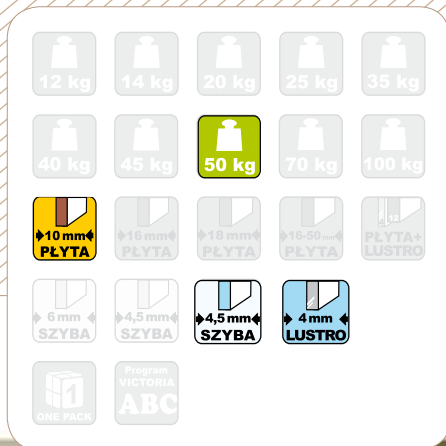 12 kg 14 kg 20 kg 25 kg 35 kg
40 kg 45 kg 50 kg 70 kg 100 kg
10 mm 16 mm 18 mm 16-50 mm 12
PŁYTA PŁYTA PŁYTA PŁYTA PŁYTA+
LUSTRO
6 mm 4,5 mm 4,5 mm 4 mm
SZYBA SZYBA SZYBA LUSTRO
1 Program
VICTORIA
ONE PACK ABC